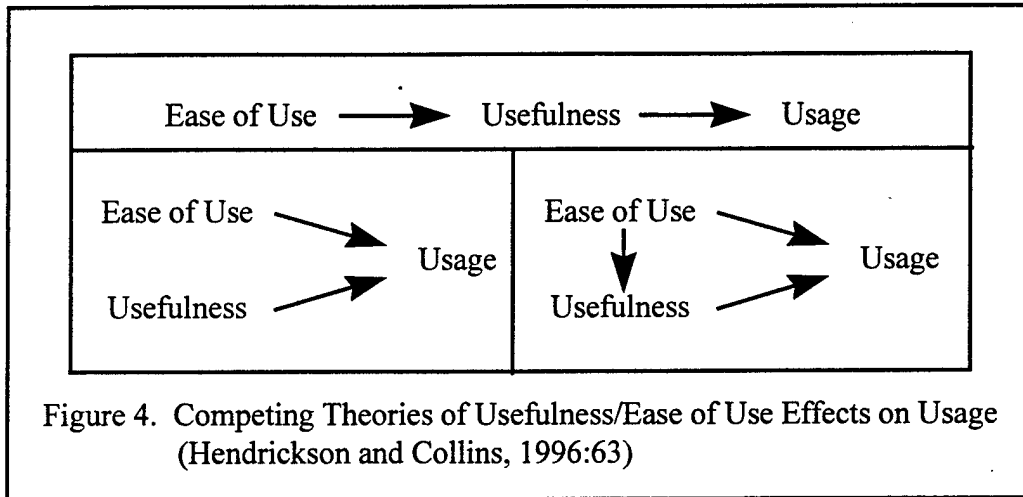 Ease of Use Usefulness Usage
Ease of Use
Usage
Usefulness
Ease of Use
Usage
Usefulness
Figure 4. Competing Theories of Usefulness/Ease of Use Effects on Usage
(Hendrickson and Collins, 1996:63)